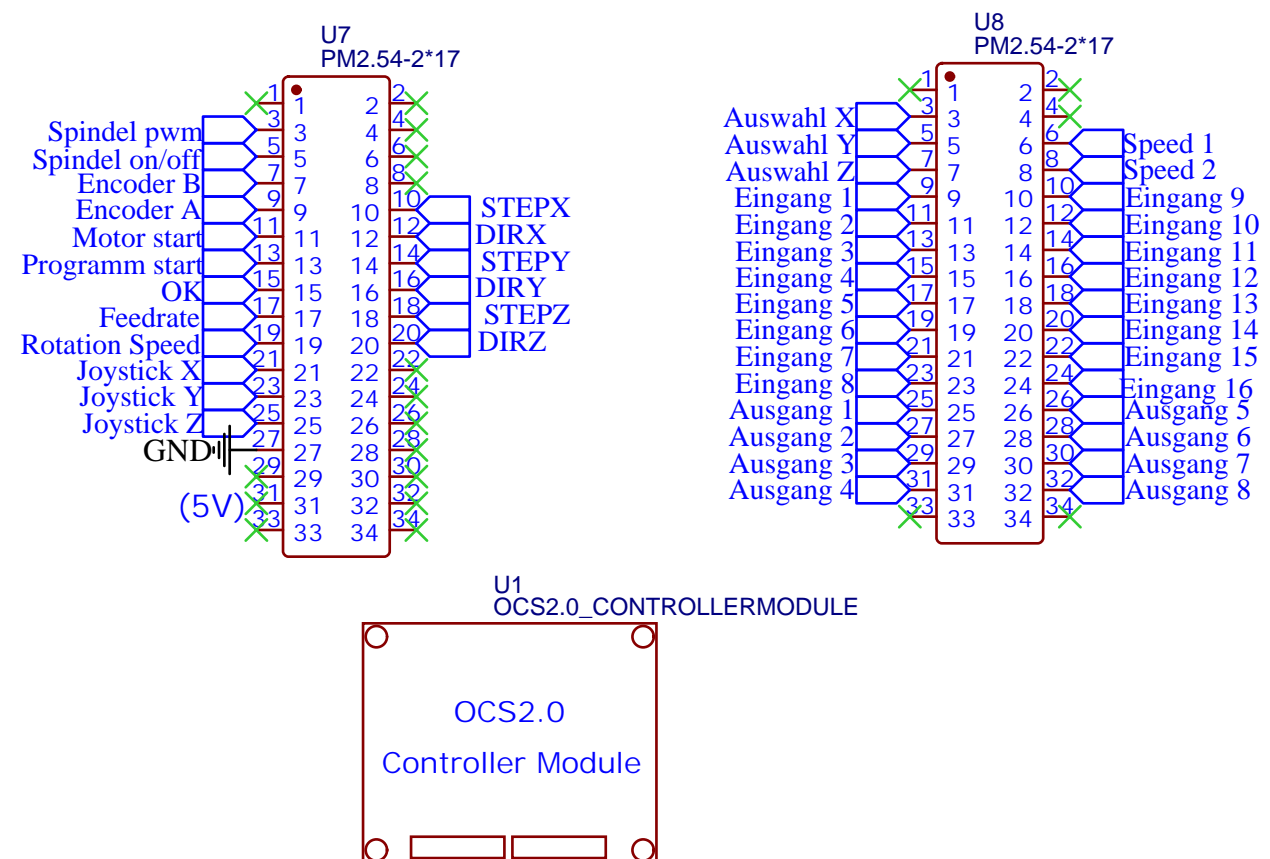 U7
PM2.54-2*17
1 1 2 2
Spindel pwm 3 3 4 4
Spindel on/off 5 5 6 6
Encoder B 7 7 8 8
Encoder A 9 9 10 10 STEPX
Motor start 11 11 12 12 DIRX
Programm start 13 13 14 14 STEPY
OK 15 15 16 16 DIRY
Feedrate 17 17 18 18 STEPZ
Rotation Speed 19 19 20 20 DIRZ
Joystick X 21 21 22 22
Joystick Y 23 23 24 24
Joystick Z 25 25 26 26
GND 27 27 28 28
29 29 30 30
(5V) 31 31 32 32
33 33 34 34
U8
PM2.54-2*17
1 1 2 2
Auswahl X 3 3 4 4
Auswahl Y 5 5 6 6 Speed 1
Auswahl Z 7 7 8 8 Speed 2
Eingang 1 9 9 10 10 Eingang 9
Eingang 2 11 11 12 12 Eingang 10
Eingang 3 13 13 14 14 Eingang 11
Eingang 4 15 15 16 16 Eingang 12
Eingang 5 17 17 18 18 Eingang 13
Eingang 6 19 19 20 20 Eingang 14
Eingang 7 21 21 22 22 Eingang 15
Eingang 8 23 23 24 24 Eingang 16
Ausgang 1 25 25 26 26 Ausgang 5
Ausgang 2 27 27 28 28 Ausgang 6
Ausgang 3 29 29 30 30 Ausgang 7
Ausgang 4 31 31 32 32 Ausgang 8
33 33 34 34
U1
OCS2.0_CONTROLLERMODULE
OCS2.0
Controller Module